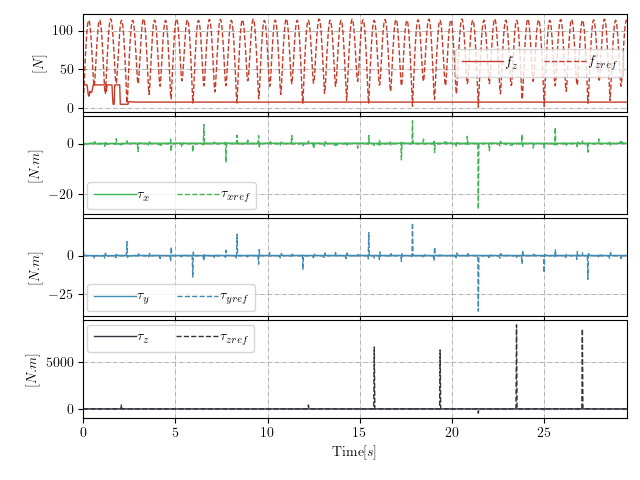 100
50
0
[N]
f_z
f_zref
0
−20
[N.m]
τ_x
τ_xref
0
−25
[N.m]
τ_y
τ_yref
5000
0
[N.m]
τ_z
τ_zref
0 5 10 15 20 25
Time[s]